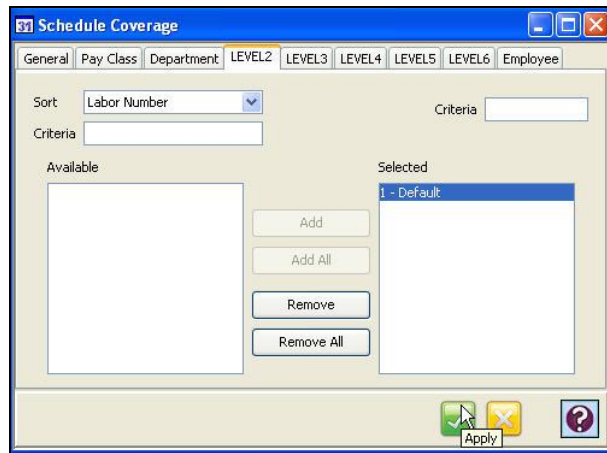 31 Schedule Coverage
General Pay Class Department LEVEL2 LEVEL3 LEVEL4 LEVEL5 LEVEL6 Employee
Sort Labor Number Criteria
Criteria
Available Selected
1 - Default
Add
Add All
Remove
Remove All
?
Apply